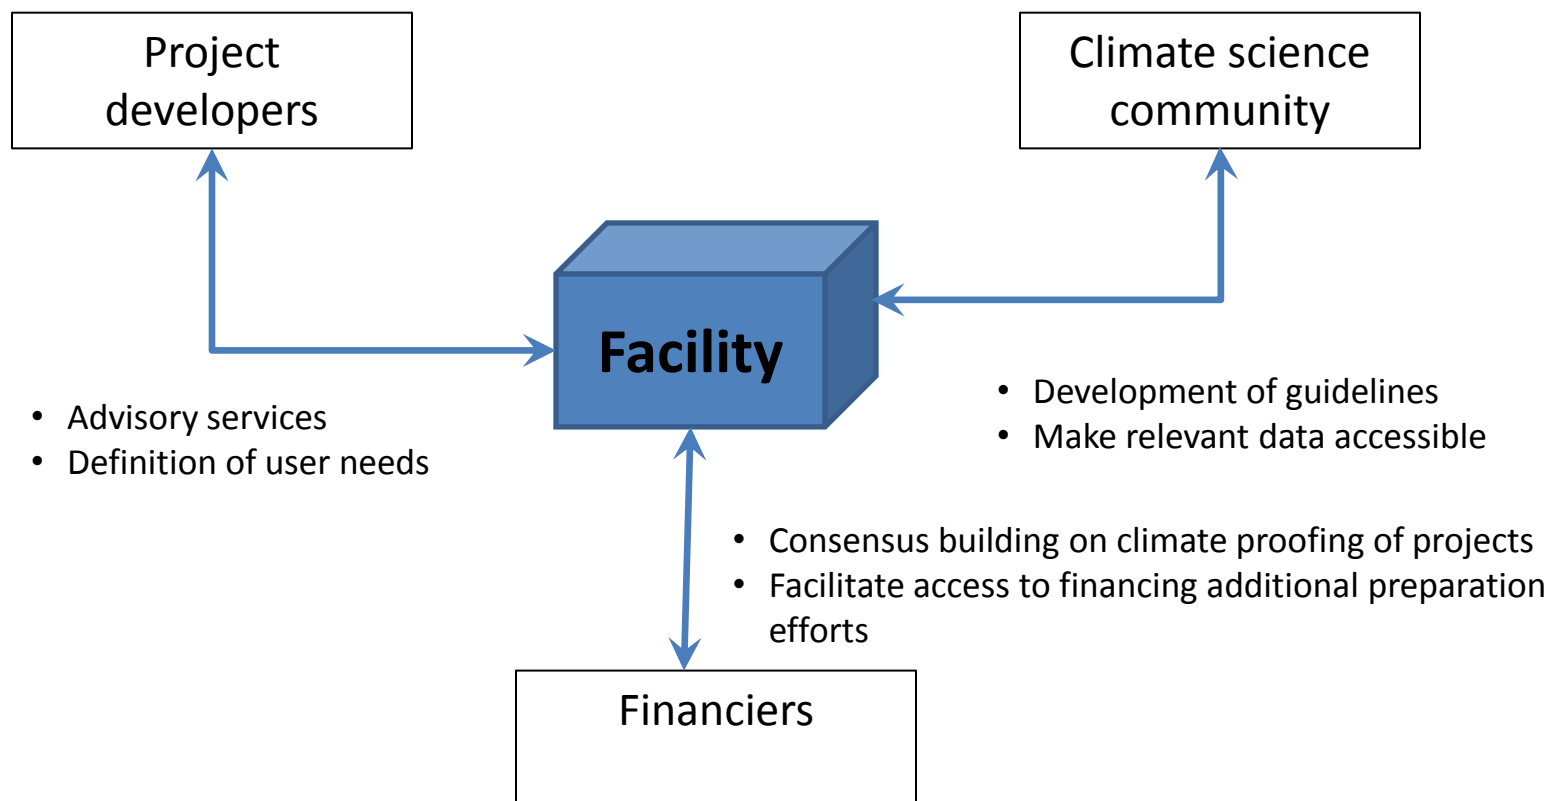 Project
developers
Climate science
community
Facility
• Advisory services
• Definition of user needs
• Development of guidelines
• Make relevant data accessible
• Consensus building on climate proofing of projects
• Facilitate access to financing additional preparation
efforts
Financiers